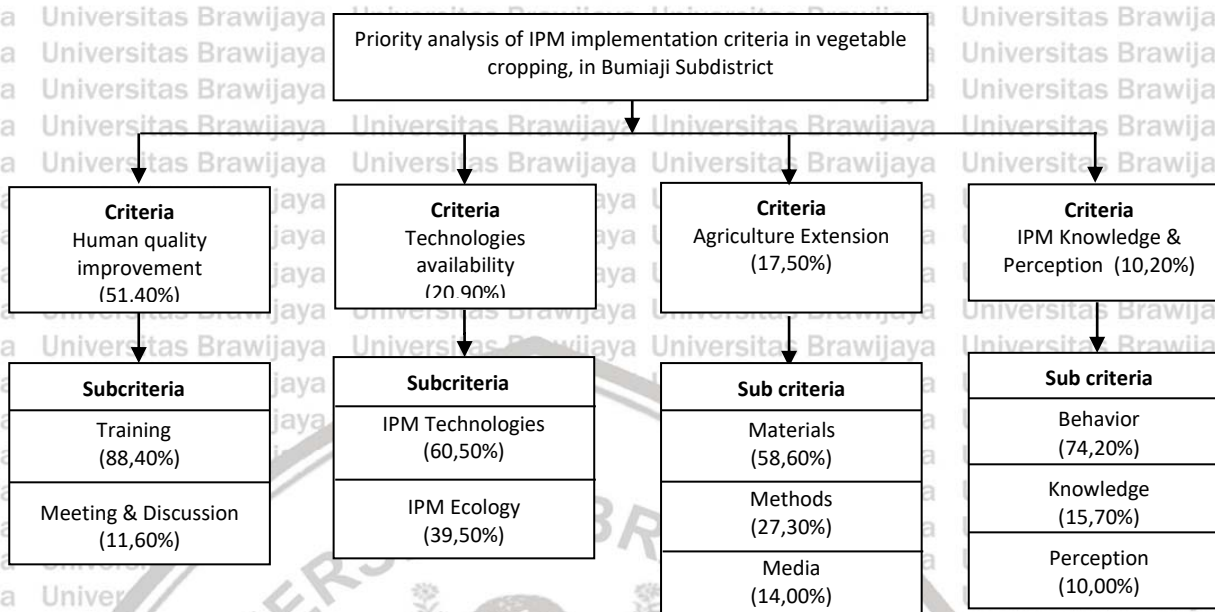 Priority analysis of IPM implementation criteria in vegetable
cropping, in Bumiaji Subdistrict
Criteria
Human quality
improvement
(51.40%)
Criteria
Technologies
availability
(20.90%)
Criteria
Agriculture Extension
(17,50%)
Criteria
IPM Knowledge &
Perception (10,20%)
Subcriteria
Training
(88,40%)
Meeting & Discussion
(11,60%)
Subcriteria
IPM Technologies
(60,50%)
IPM Ecology
(39,50%)
Sub criteria
Materials
(58,60%)
Methods
(27,30%)
Media
(14,00%)
Sub criteria
Behavior
(74,20%)
Knowledge
(15,70%)
Perception
(10,00%)
Universitas Brawijaya